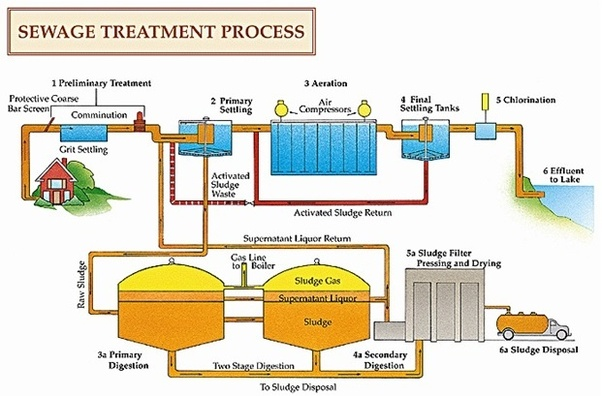 SEWAGE TREATMENT PROCESS
1 Preliminary Treatment
Protective Coarse
Bar Screen
Comminution
Grit Settling
2 Primary
Settling
3 Aeration
Air
Compressors
4 Final
Settling Tanks
5 Chlorination
6 Effluent
to Lake
Activated
Sludge
Waste
Activated Sludge Return
Supernatant Liquor Return
Raw Sludge
Gas Line
to Boiler
Sludge Gas
Supernatant Liquor
Sludge
5a Sludge Filter
Pressing and Drying
3a Primary
Digestion
Two Stage Digestion
4a Secondary
Digestion
6a Sludge Disposal
To Sludge Disposal